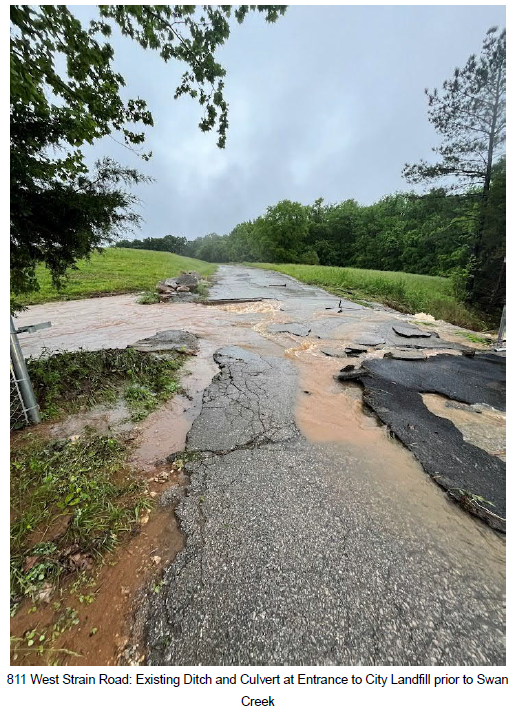 811 West Strain Road: Existing Ditch and Culvert at Entrance to City Landfill prior to Swan
Creek